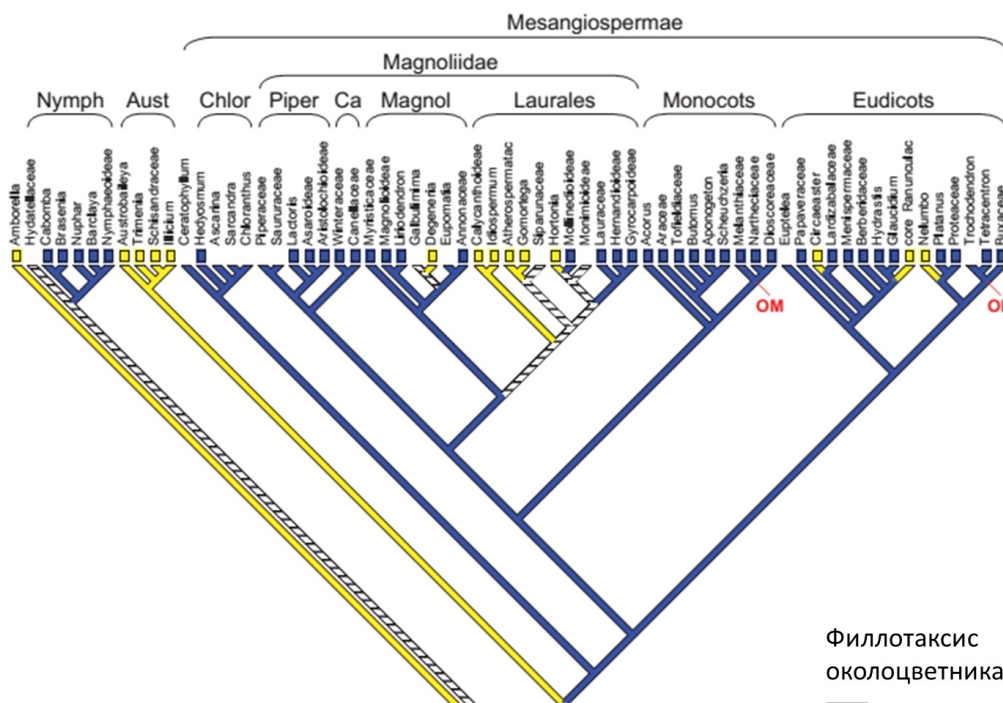 Mesangiospermae
Magnoliidae
Nymph Aust Chlor Piper Ca Magnol Laurales Monocots Eudicots
Amborella
Hydatellaceae
Cabomba
Brasenia
Nuphar
Barclaya
Nymphaeoideae
Austrobaileya
Trimenia
Schisandraceae
Illicium
Ceratophyllum
Hedyosmum
Ascarina
Sarcandra
Chloranthus
Piperaceae
Saururaceae
Lactoris
Asaroideae
Aristolochioideae
Winteraceae
Canellaceae
Myristicaceae
Magnolioideae
Liriodendron
Galbulimima
Degeneria
Eupomatia
Annonaceae
Calycanthoideae
Idiospermum
Atherospermatac
Gomortega
Siparunaceae
Hortonia
Mollinedioideae
Monimioideae
Lauraceae
Hernandioideae
Gyrocarpoideae
Acorus
Araceae
Tofieldiaceae
Butomus
Aponogeton
Scheuchzeria
Melanthiaceae
Nartheciaceae
Dioscoreaceae
Euptelea
Papaveraceae
Circaeaster
Lardizabalaceae
Menispermaceae
Berberidaceae
Hydrastis
Glaucidium
core Ranunculac
Nelumbo
Platanus
Proteaceae
Trochodendron
Tetracentron
Buxaceae
OM
Филлотаксис
околоцветника